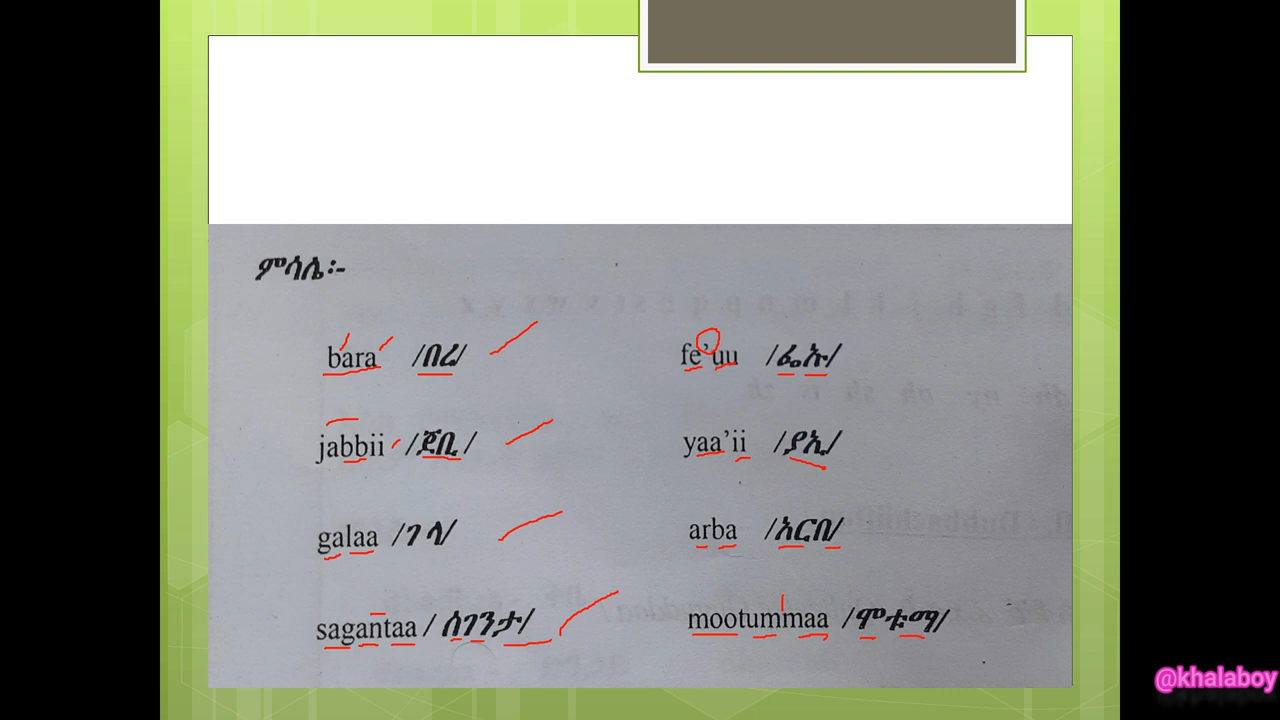 ምሳሌ፡-
bara /በረ/
fe'uu /ፌኡ/
jabbii /ጀቢ/
yaa'ii /ያኢ/
galaa /ገላ/
arba /አርበ/
sagantaa / ሰገንታ/
mootummaa /ሞቱማ/
@khalaboy